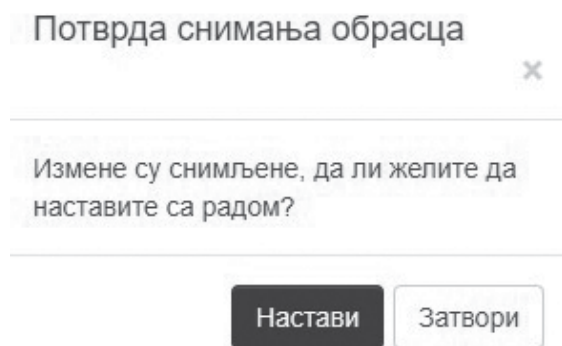 Потврда снимања обрасца
×
Измене су снимљене, да ли желите да
наставите са радом?
Настави
Затвори